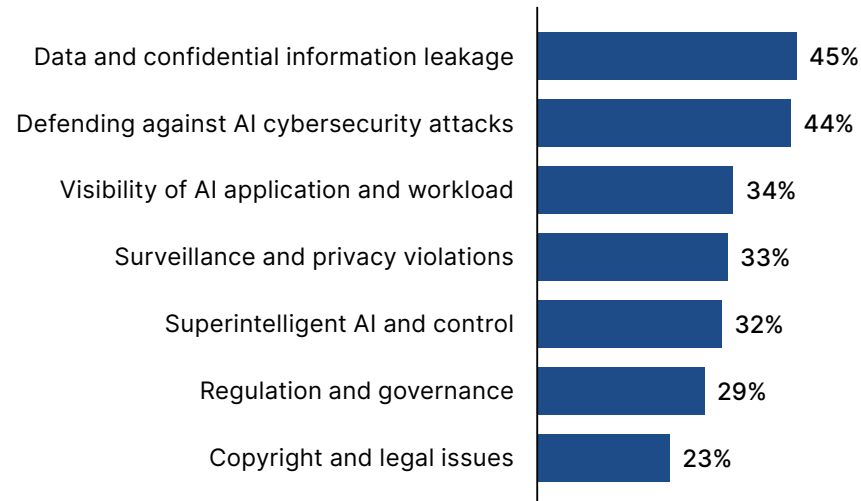 Data and confidential information leakage 45%
Defending against AI cybersecurity attacks 44%
Visibility of AI application and workload 34%
Surveillance and privacy violations 33%
Superintelligent AI and control 32%
Regulation and governance 29%
Copyright and legal issues 23%